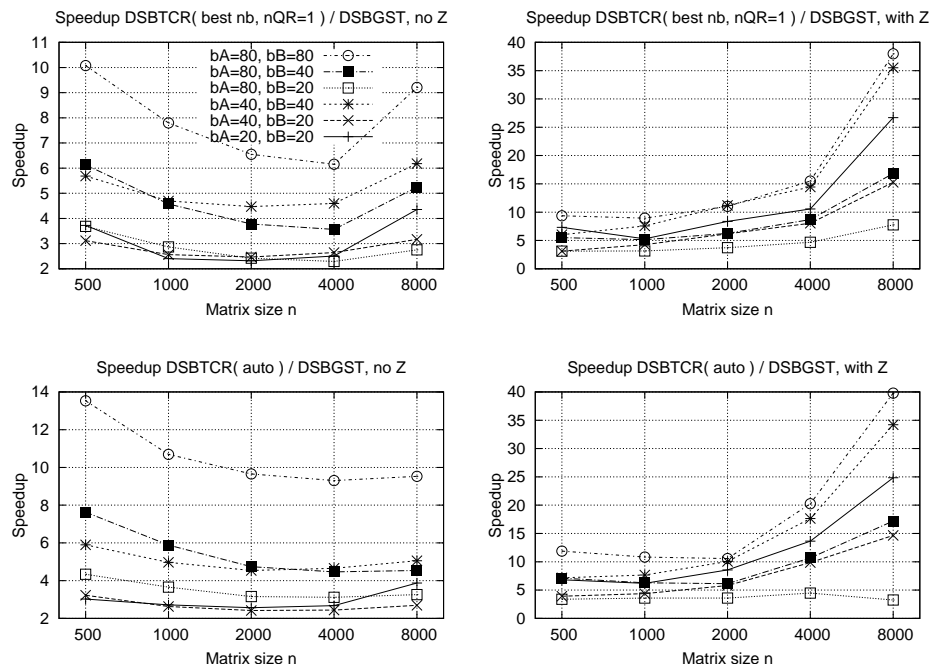 Speedup DSBTCR( best nb, nQR=1 ) / DSBGST, no Z
11
10
9
8
7
6
5
4
3
2
Speedup
bA=80, bB=80
bA=80, bB=40
bA=80, bB=20
bA=40, bB=40
bA=40, bB=20
bA=20, bB=20
500 1000 2000 4000 8000
Matrix size n
Speedup DSBTCR( best nb, nQR=1 ) / DSBGST, with Z
40
35
30
25
20
15
10
5
0
Speedup
500 1000 2000 4000 8000
Matrix size n
Speedup DSBTCR( auto ) / DSBGST, no Z
14
12
10
8
6
4
2
Speedup
500 1000 2000 4000 8000
Matrix size n
Speedup DSBTCR( auto ) / DSBGST, with Z
40
35
30
25
20
15
10
5
0
Speedup
500 1000 2000 4000 8000
Matrix size n